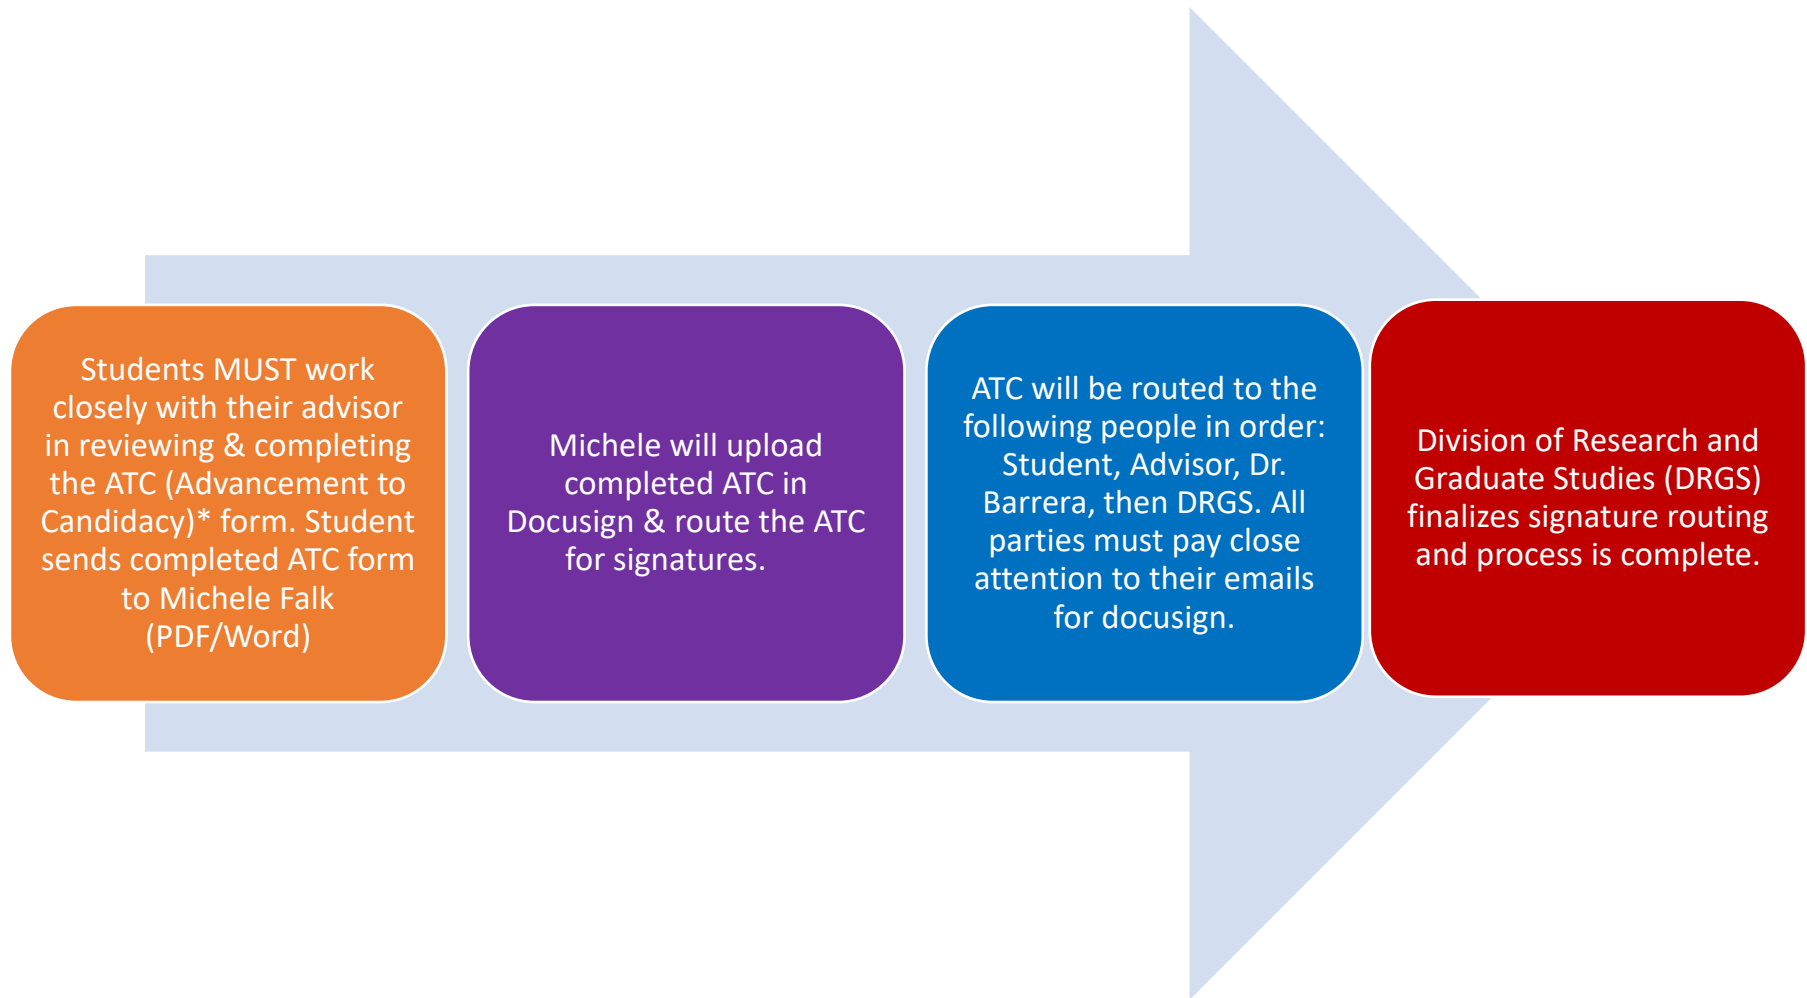 Students MUST work
closely with their advisor
in reviewing & completing
the ATC (Advancement to
Candidacy)* form. Student
sends completed ATC form
to Michele Falk
(PDF/Word)
Michele will upload
completed ATC in
Docusign & route the ATC
for signatures.
ATC will be routed to the
following people in order:
Student, Advisor, Dr.
Barrera, then DRGS. All
parties must pay close
attention to their emails
for docusign.
Division of Research and
Graduate Studies (DRGS)
finalizes signature routing
and process is complete.